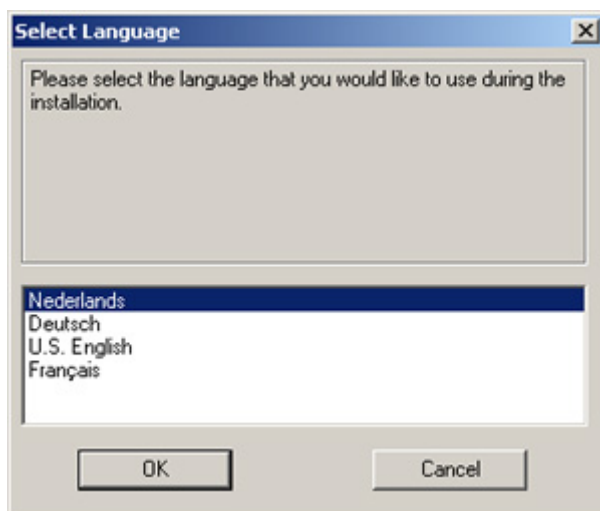 Select Language
Please select the language that you would like to use during the
installation.
Nederlands
Deutsch
U.S. English
Français
OK
Cancel